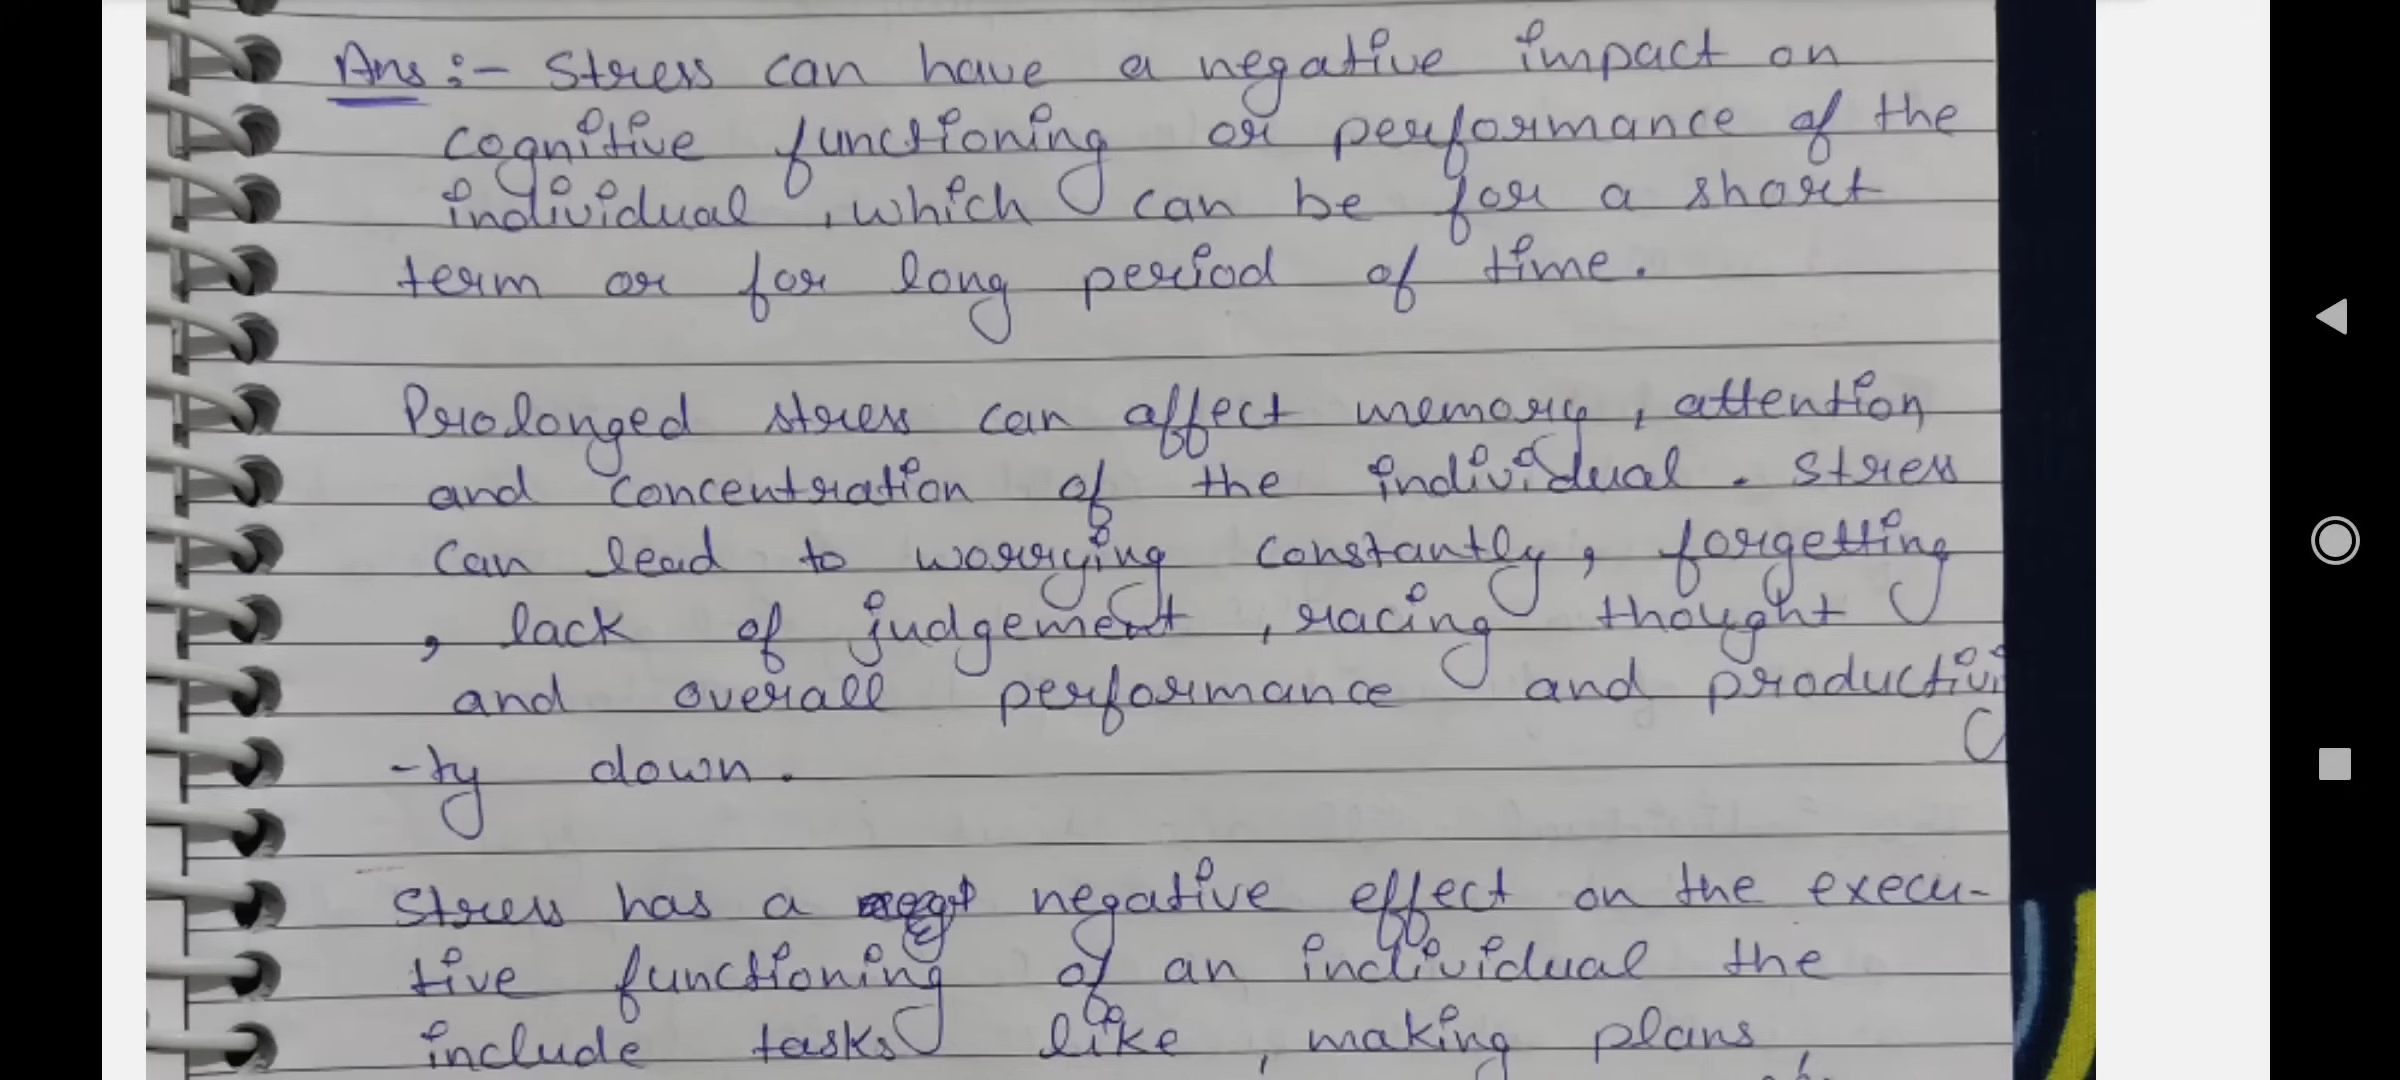 Ans :- Stress can have a negative impact on
cognitive functioning or performance of the
individual , which can be for a short
term or for long period of time.
Prolonged stress can affect memory, attention
and concentration of the individual. Stress
can lead to worrying constantly, forgetting
, lack of judgement, racing thought
and overall performance and productivi
-ty down.
Stress has a negative effect on the execu-
tive functioning of an individual the
include tasks like, making plans,